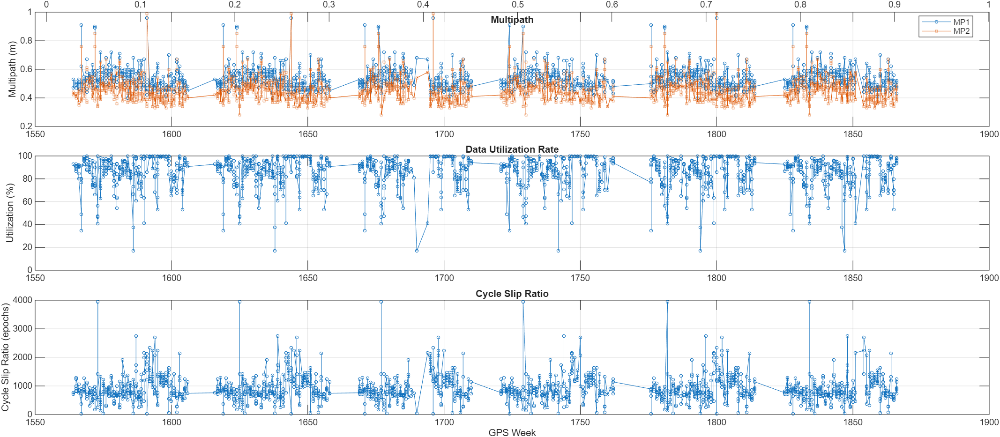 0 0.1 0.2 0.3 0.4 0.5 0.6 0.7 0.8 0.9 1
Multipath
MP1
MP2
Multipath (m)
1
0.8
0.6
0.4
0.2
1550 1600 1650 1700 1750 1800 1850 1900
Data Utilization Rate
Utilization (%)
100
80
60
40
20
0
1550 1600 1650 1700 1750 1800 1850 1900
Cycle Slip Ratio
Cycle Slip Ratio (epochs)
4000
3000
2000
1000
0
1550 1600 1650 1700 1750 1800 1850 1900
GPS Week